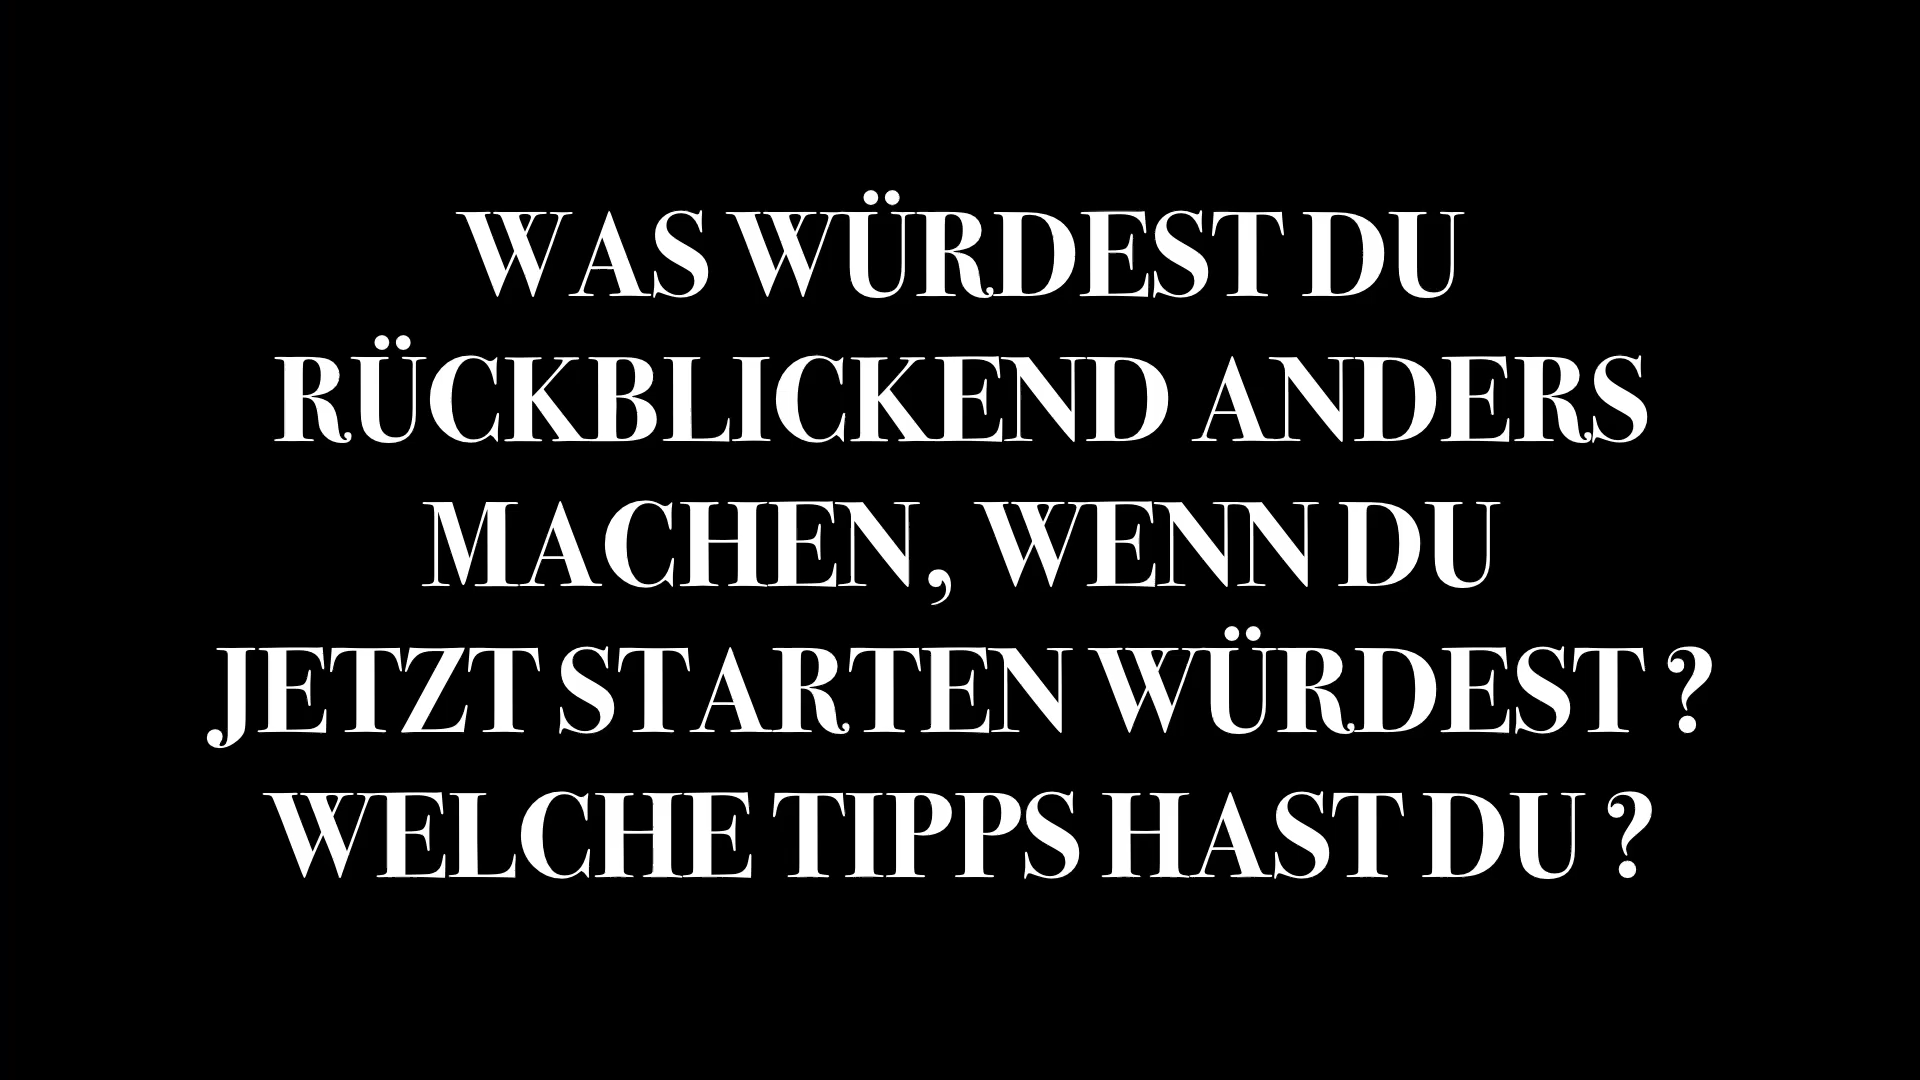 WAS WÜRDEST DU
RÜCKBLICKEND ANDERS
MACHEN, WENN DU
JETZT STARTEN WÜRDEST ?
WELCHE TIPPS HAST DU ?